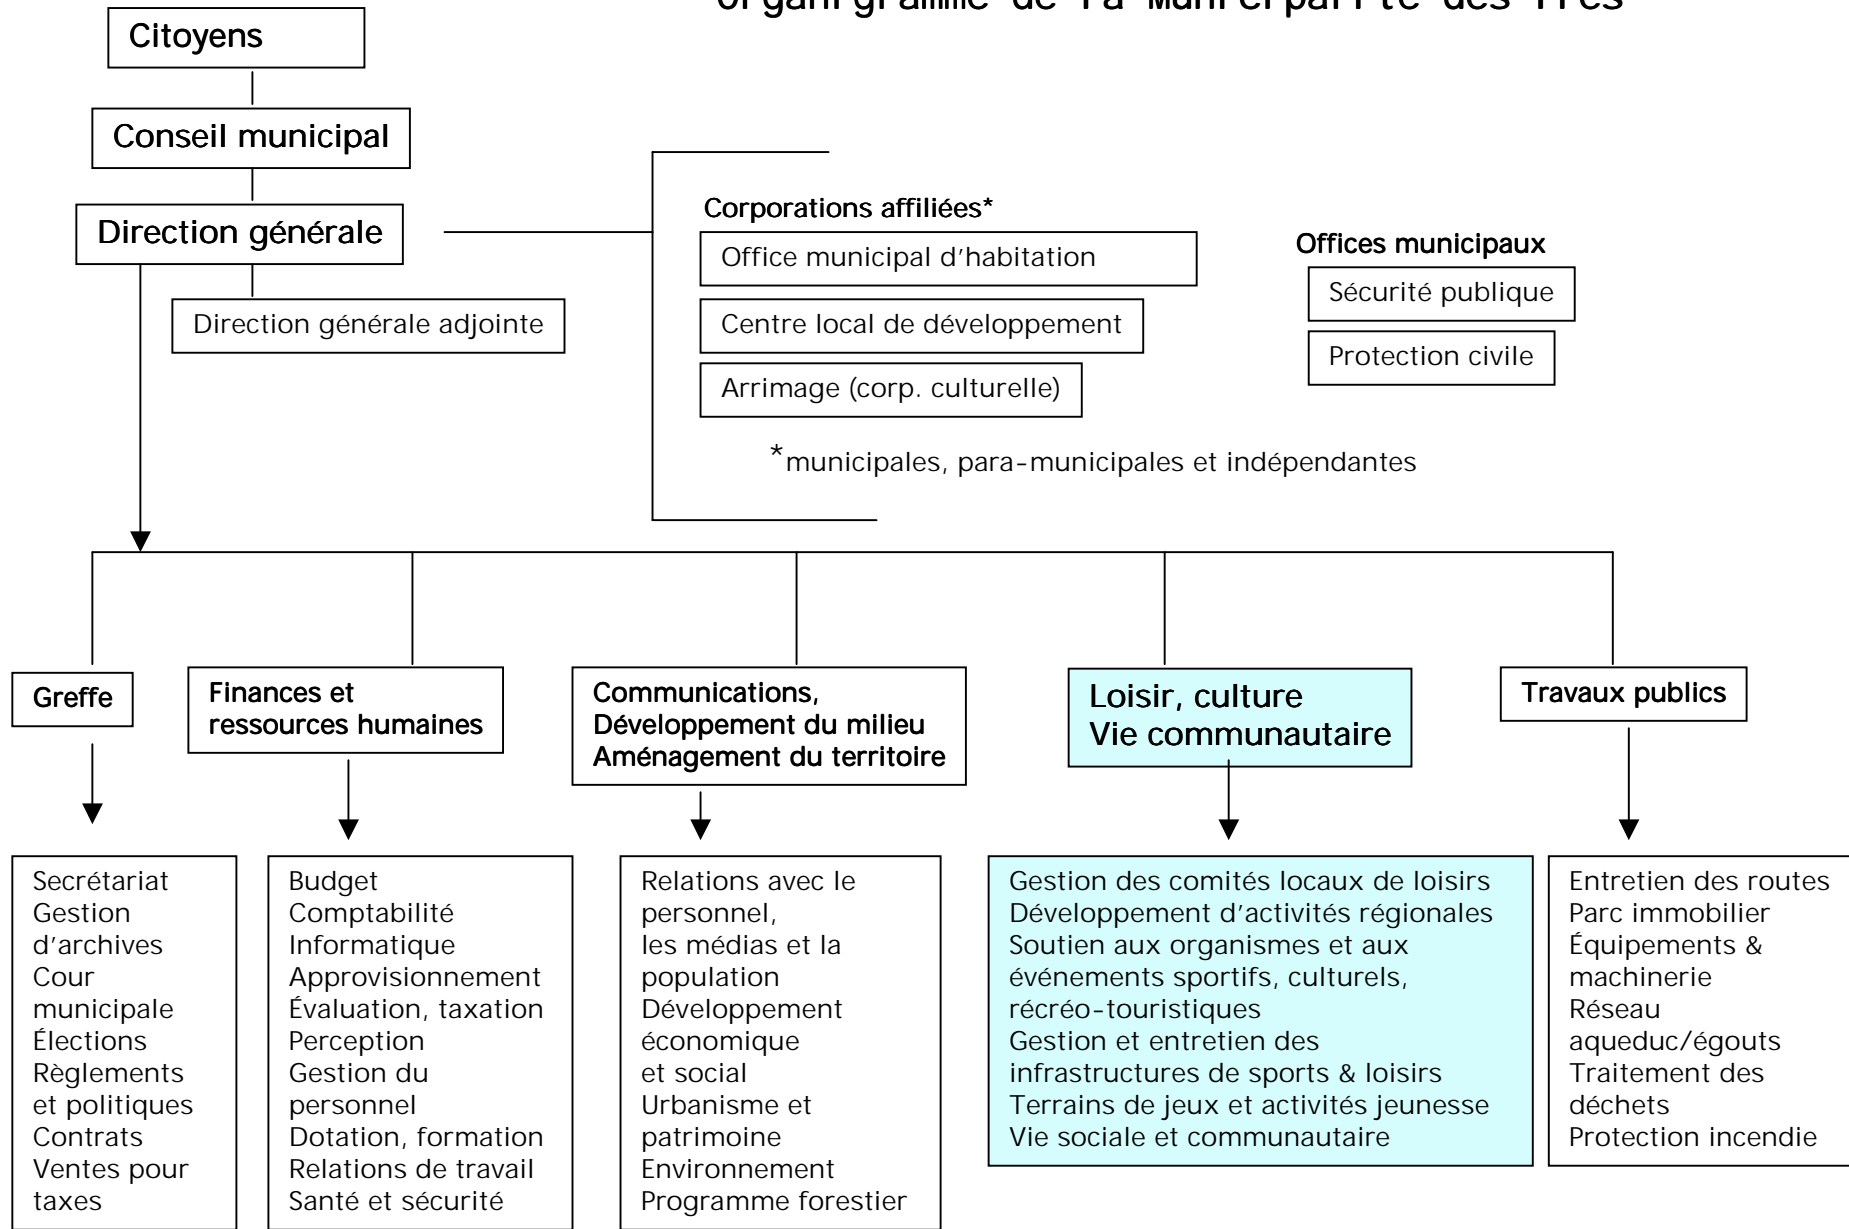 Organigramme de la Municipalité des Îles
Citoyens
Conseil municipal
Direction générale
Direction générale adjointe
Corporations affiliées*
Office municipal d'habitation
Centre local de développement
Arrimage (corp. culturelle)
*municipales, para-municipales et indépendantes
Offices municipaux
Sécurité publique
Protection civile
Greffe
Secrétariat
Gestion
d'archives
Cour
municipale
Élections
Règlements
et politiques
Contrats
Ventes pour
taxes
Finances et
ressources humaines
Budget
Comptabilité
Informatique
Approvisionnement
Évaluation, taxation
Perception
Gestion du
personnel
Dotation, formation
Relations de travail
Santé et sécurité
Communications,
Développement du milieu
Aménagement du territoire
Relations avec le
personnel,
les médias et la
population
Développement
économique
et social
Urbanisme et
patrimoine
Environnement
Programme forestier
Loisir, culture
Vie communautaire
Gestion des comités locaux de loisirs
Développement d'activités régionales
Soutien aux organismes et aux
événements sportifs, culturels,
récréo-touristiques
Gestion et entretien des
infrastructures de sports & loisirs
Terrains de jeux et activités jeunesse
Vie sociale et communautaire
Travaux publics
Entretien des routes
Parc immobilier
Équipements &
machinerie
Réseau
aqueduc/égouts
Traitement des
déchets
Protection incendie